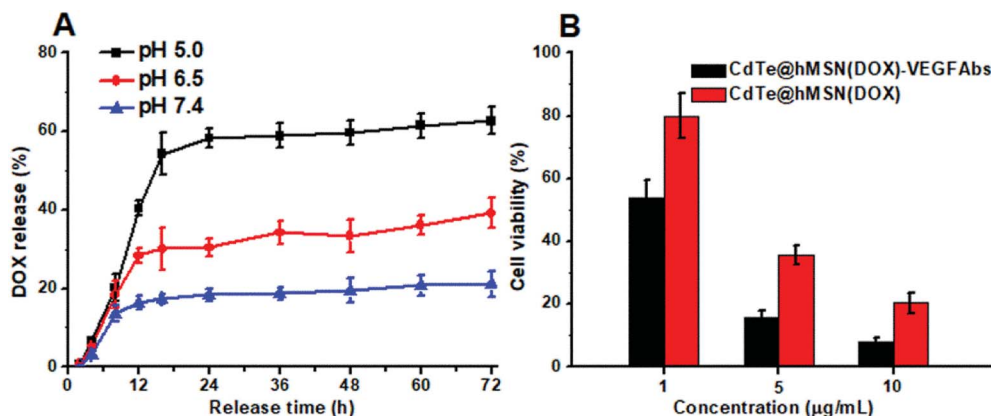 A
pH 5.0
pH 6.5
pH 7.4
DOX release (%)
80
60
40
20
0
0 12 24 36 48 60 72
Release time (h)
B
CdTe@hMSN(DOX)-VEGFAbs
CdTe@hMSN(DOX)
Cell viability (%)
100
80
60
40
20
0
1 5 10
Concentration (μg/mL)